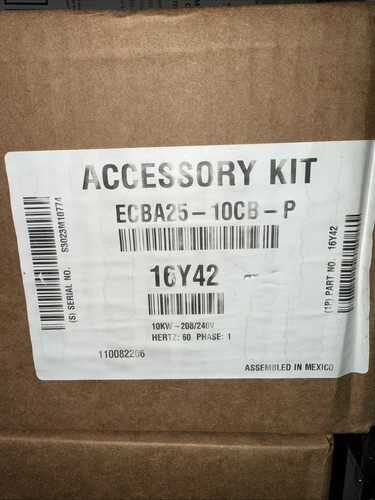 ACCESSORY KIT
ECBA25-10CB-P
16Y42
10KW-208/240V
HERTZ: 60 PHASE: 1
110082206
ASSEMBLED IN MEXICO
(S) SERIAL NO. S3023M10774
(1P) PART NO. 16Y42